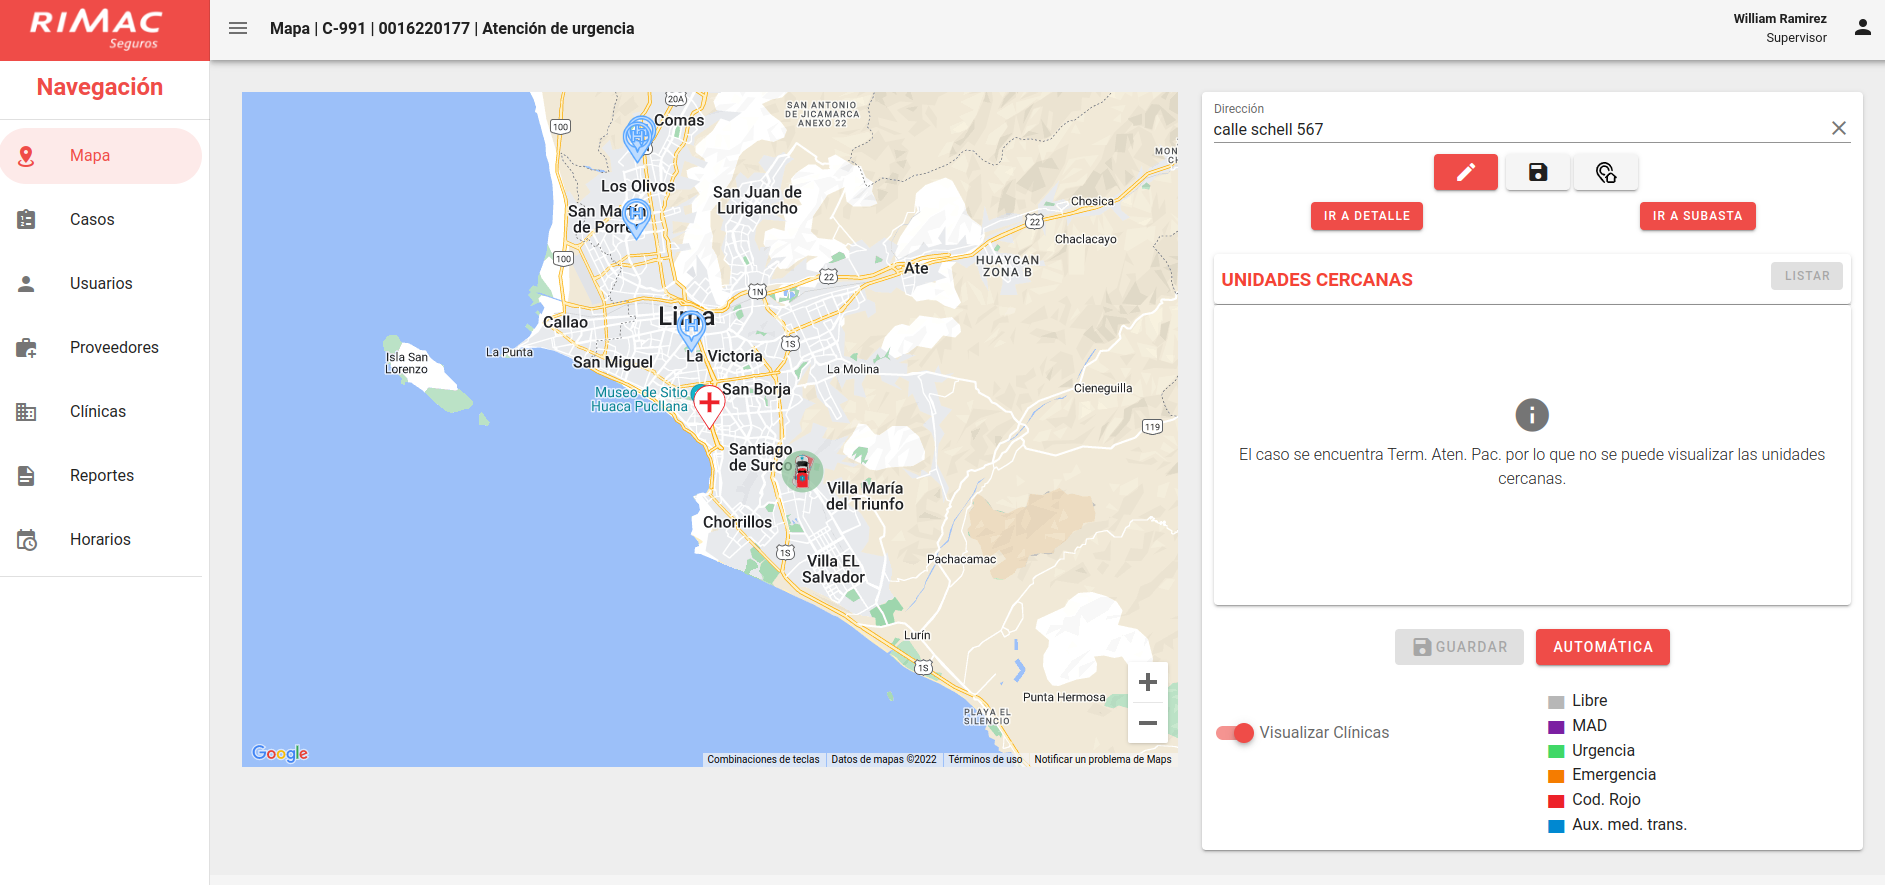 RIMAC
Seguros
Navegación
Mapa
Casos
Usuarios
Proveedores
Clínicas
Reportes
Horarios
Mapa | C-991 | 0016220177 | Atención de urgencia
William Ramirez
Supervisor
20A
SAN ANTONIO
DE JICAMARCA
ANEXO 22
100
Comas
Los Olivos
San Juan de
Lurigancho
Chosica
22
Chaclacayo
100
22
Ate
HUAYCAN
ZONA B
1N
Callao
La Punta
Isla San
Lorenzo
San Miguel
La Victoria
1S
La Molina
Cieneguilla
Museo de Sitio
Huaca Pucllana
San Borja
119
Santiago
de Surco
Villa María
del Triunfo
Chorrillos
1S
Villa EL
Salvador
Pachacamac
Lurín
1S
Punta Hermosa
PLAYA EL
SILENCIO
Google
Combinaciones de teclas
Datos de mapas ©2022
Términos de uso
Notificar un problema de Maps
Dirección
calle schell 567
IR A DETALLE
IR A SUBASTA
UNIDADES CERCANAS
LISTAR
El caso se encuentra Term. Aten. Pac. por lo que no se puede visualizar las unidades
cercanas.
GUARDAR
AUTOMÁTICA
Visualizar Clínicas
Libre
MAD
Urgencia
Emergencia
Cod. Rojo
Aux. med. trans.